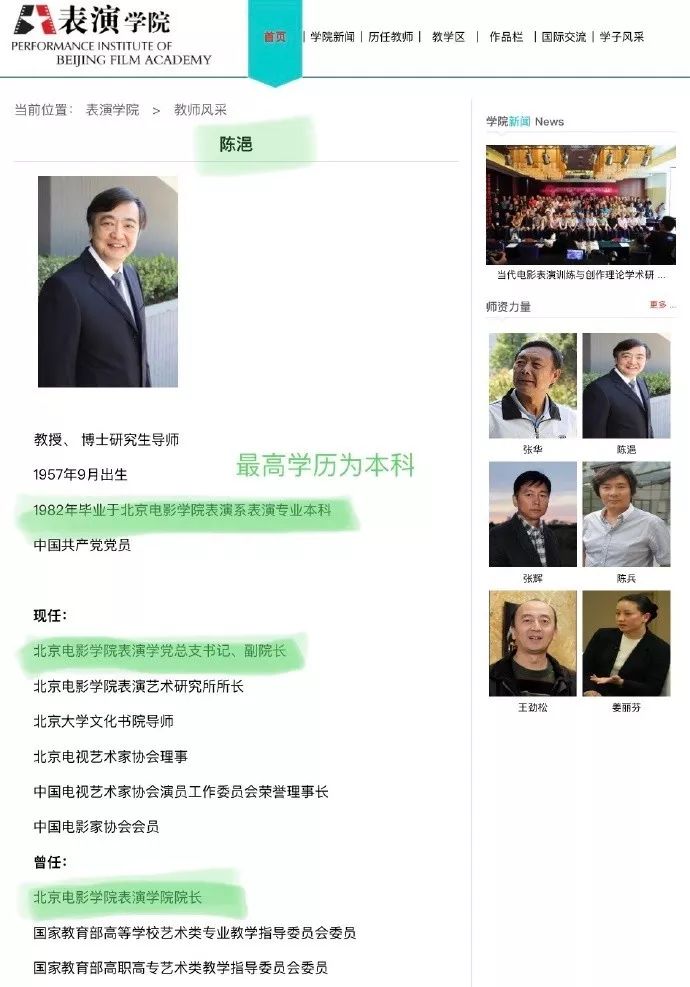 表演学院
PERFORMANCE INSTITUTE OF
BEIJING FILM ACADEMY
首页 | 学院新闻 | 历任教师 | 教学区 | 作品栏 | 国际交流 | 学子风采
当前位置： 表演学院 > 教师风采
陈浥
教授、 博士研究生导师
1957年9月出生
最高学历为本科
1982年毕业于北京电影学院表演系表演专业本科
中国共产党党员
现任：
北京电影学院表演学党总支书记、副院长
北京电影学院表演艺术研究所所长
北京大学文化书院导师
北京电视艺术家协会理事
中国电视艺术家协会演员工作委员会荣誉理事长
中国电影家协会会员
曾任：
北京电影学院表演学院院长
国家教育部高等学校艺术类专业教学指导委员会委员
国家教育部高职高专艺术类教学指导委员会委员
学院新闻 News
当代电影表演训练与创作理论学术研 ...
师资力量
更多 ...
张华
陈浥
张辉
陈兵
王劲松
姜丽芬